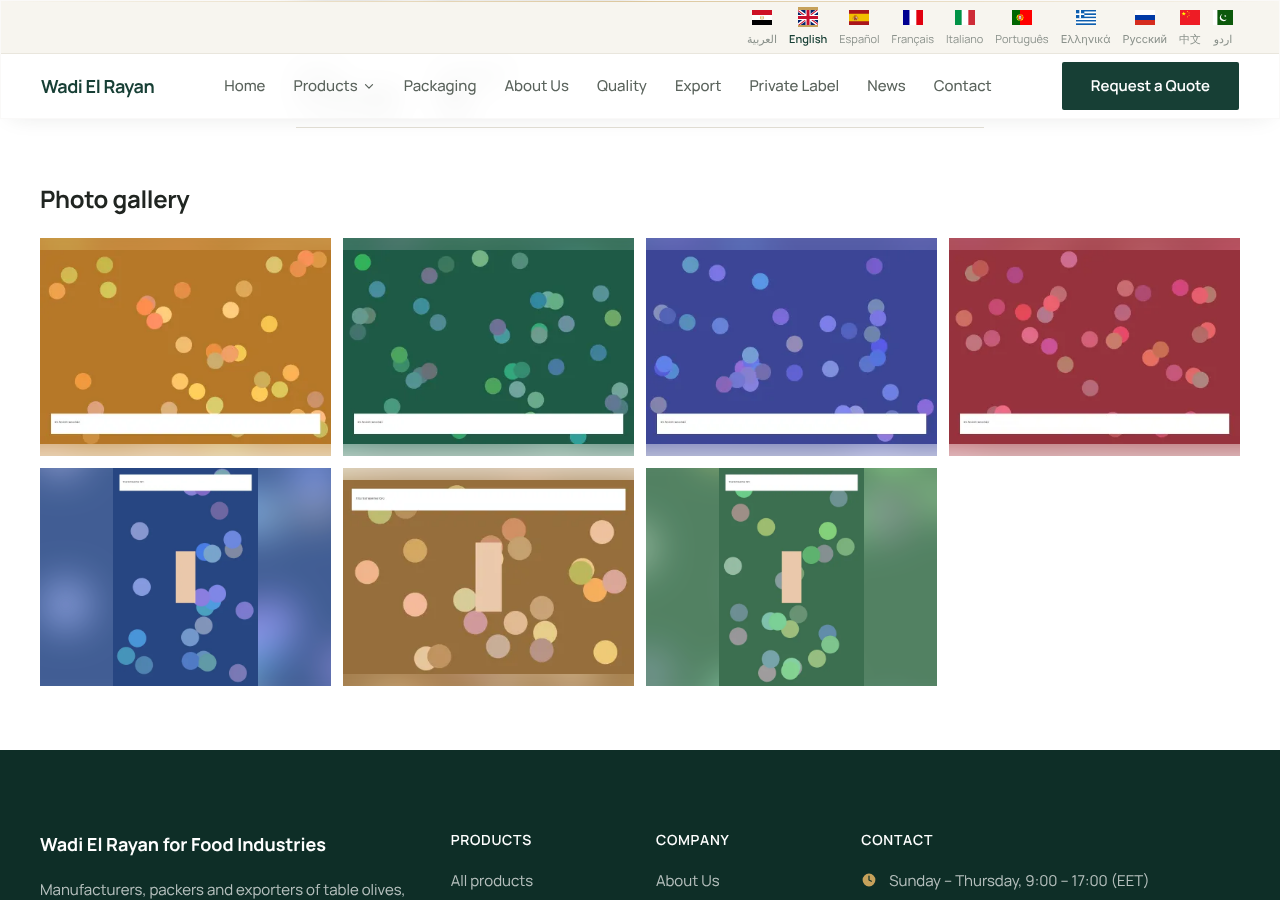 العربية
English
Español
Français
Italiano
Português
Ελληνικά
Русский
中文
اردو
Wadi El Rayan
Home
Products
Packaging
About Us
Quality
Export
Private Label
News
Contact
Request a Quote
Photo gallery
Wadi El Rayan for Food Industries
Manufacturers, packers and exporters of table olives,
PRODUCTS
All products
COMPANY
About Us
CONTACT
Sunday – Thursday, 9:00 – 17:00 (EET)